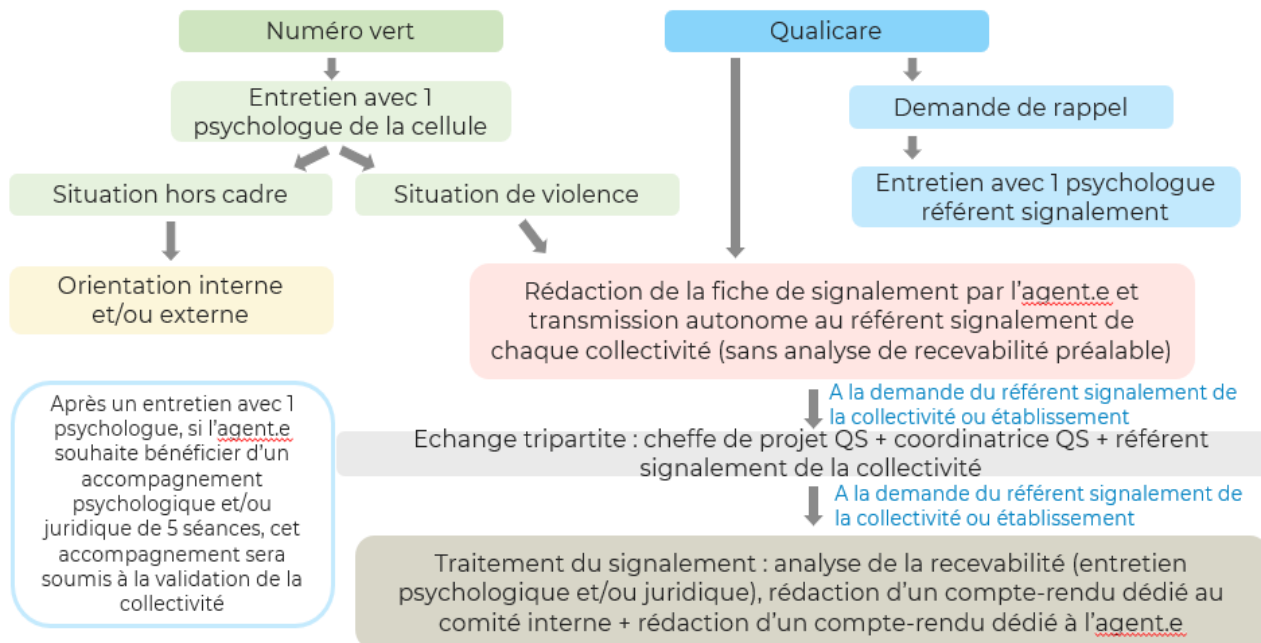 Numéro vert
Qualicare
Entretien avec 1
psychologue de la cellule
Demande de rappel
Situation hors cadre
Situation de violence
Entretien avec 1 psychologue
référent signalement
Orientation interne
et/ou externe
Rédaction de la fiche de signalement par l'agent.e et
transmission autonome au référent signalement de
chaque collectivité (sans analyse de recevabilité préalable)
A la demande du référent signalement de
la collectivité ou établissement
Après un entretien avec 1
psychologue, si l'agent.e
souhaite bénéficier d'un
accompagnement
psychologique et/ou
juridique de 5 séances, cet
accompagnement sera
soumis à la validation de la
collectivité
Echange tripartite : cheffe de projet QS + coordinatrice QS + référent
signalement de la collectivité
A la demande du référent signalement de
la collectivité ou établissement
Traitement du signalement : analyse de la recevabilité (entretien
psychologique et/ou juridique), rédaction d'un compte-rendu dédié au
comité interne + rédaction d'un compte-rendu dédié à l'agent.e